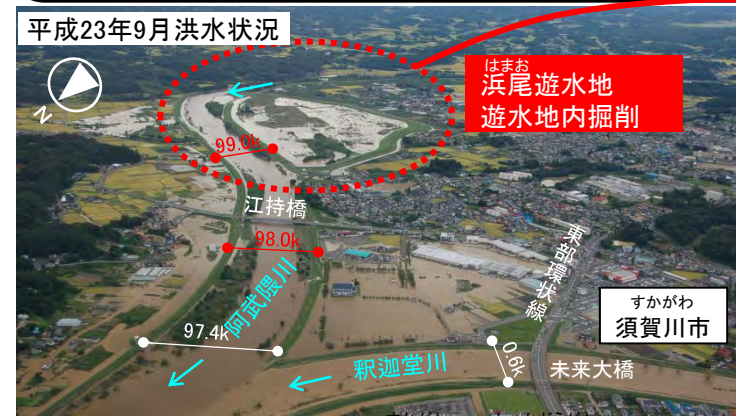 平成23年9月洪水状況
N
はまお
浜尾遊水地
遊水地内掘削
99.0k
江持橋
98.0k
東部環状線
阿武隈川
すかがわ
須賀川市
97.4k
0.6k
釈迦堂川
未来大橋